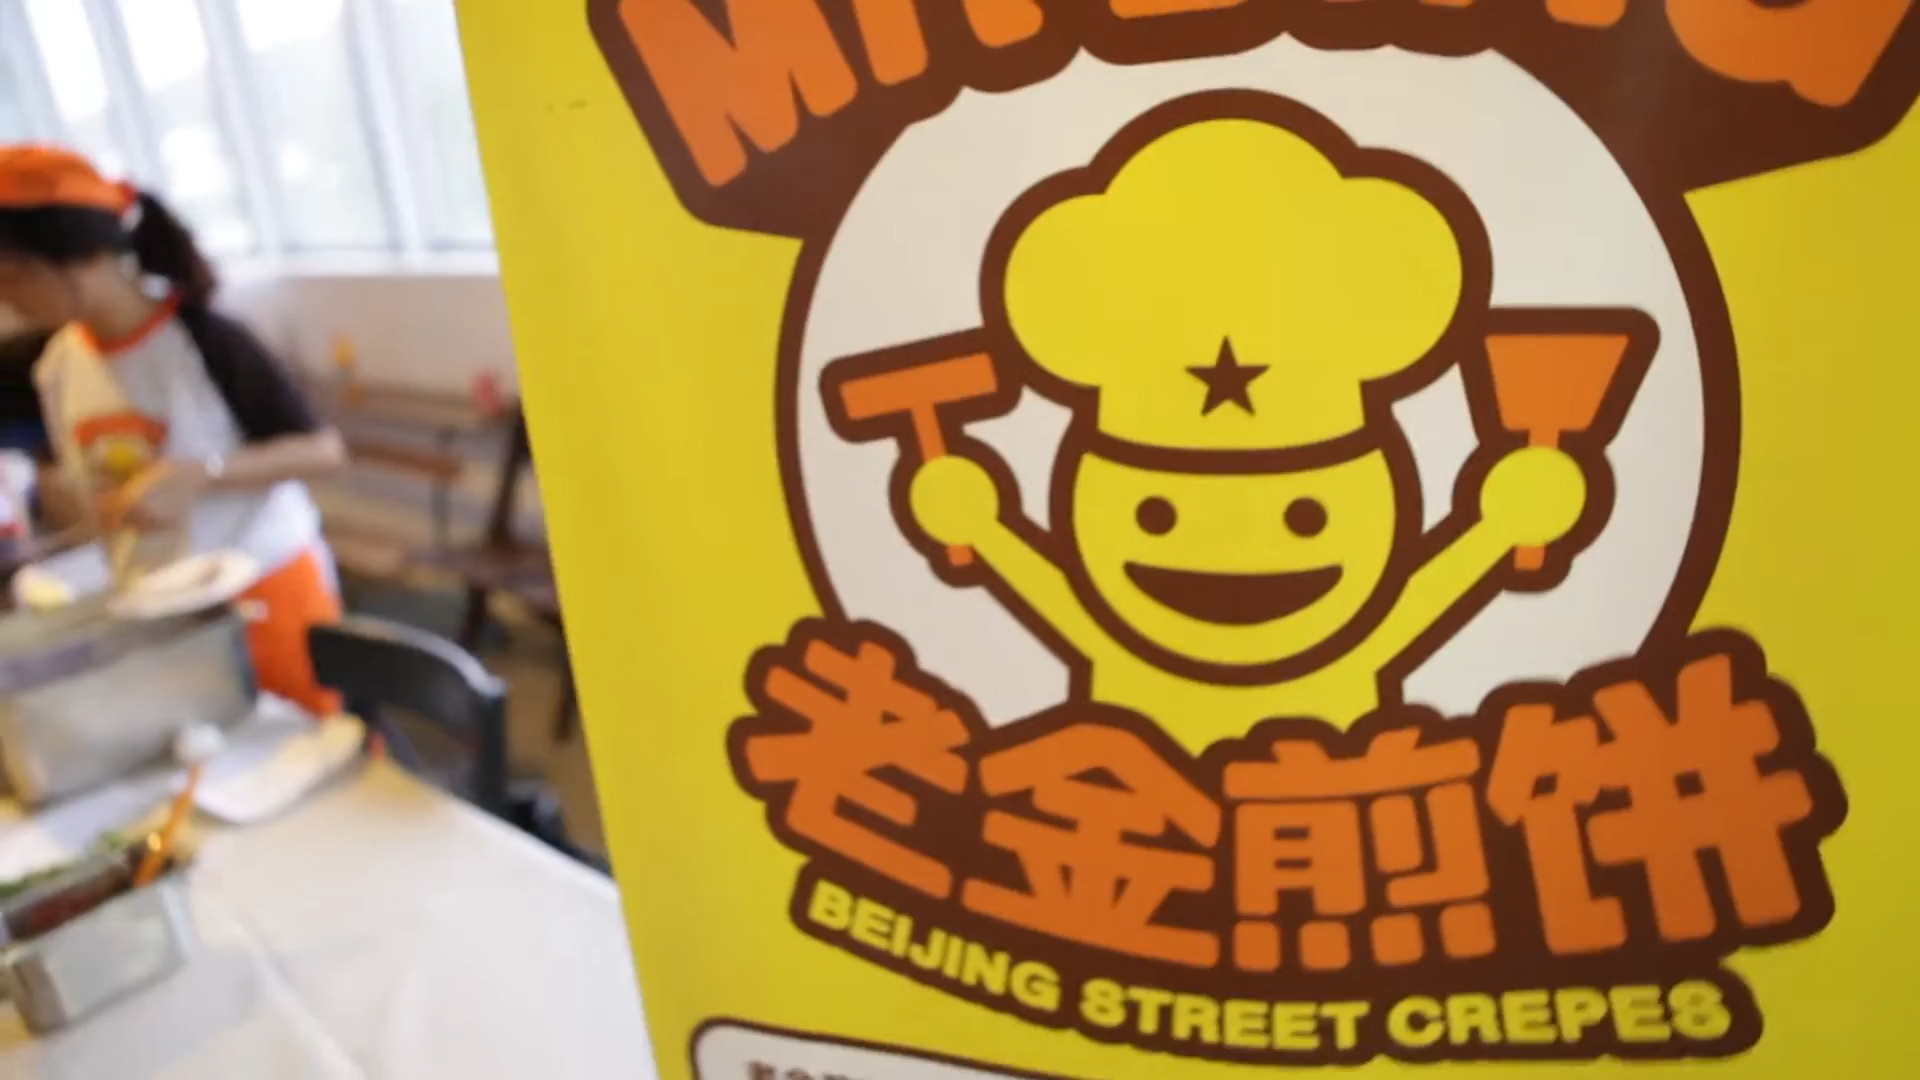 老金煎饼
BEIJING STREET CREPES